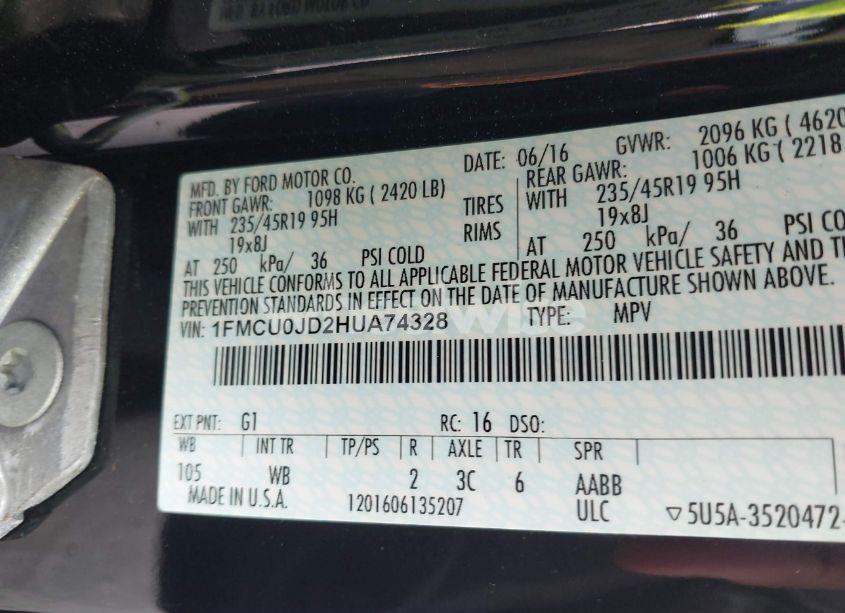 MFD. BY FORD MOTOR CO.
DATE: 06/16 GVWR: 2096 KG ( 4620
FRONT GAWR: 1098 KG ( 2420 LB) REAR GAWR: 1006 KG ( 2218
WITH 235/45R19 95H TIRES WITH 235/45R19 95H
19x8J RIMS 19x8J
AT 250 kPa/ 36 PSI COLD AT 250 kPa/ 36 PSI CO
THIS VEHICLE CONFORMS TO ALL APPLICABLE FEDERAL MOTOR VEHICLE SAFETY AND
PREVENTION STANDARDS IN EFFECT ON THE DATE OF MANUFACTURE SHOWN ABOVE.
VIN: 1FMCU0JD2HUA74328 TYPE: MPV
EXT PNT: G1 RC: 16 DSO:
WB INT TR TP/PS R AXLE TR SPR
105 WB 2 3C 6 AABB
MADE IN U.S.A. 1201606135207 ULC ▽5U5A-3520472-